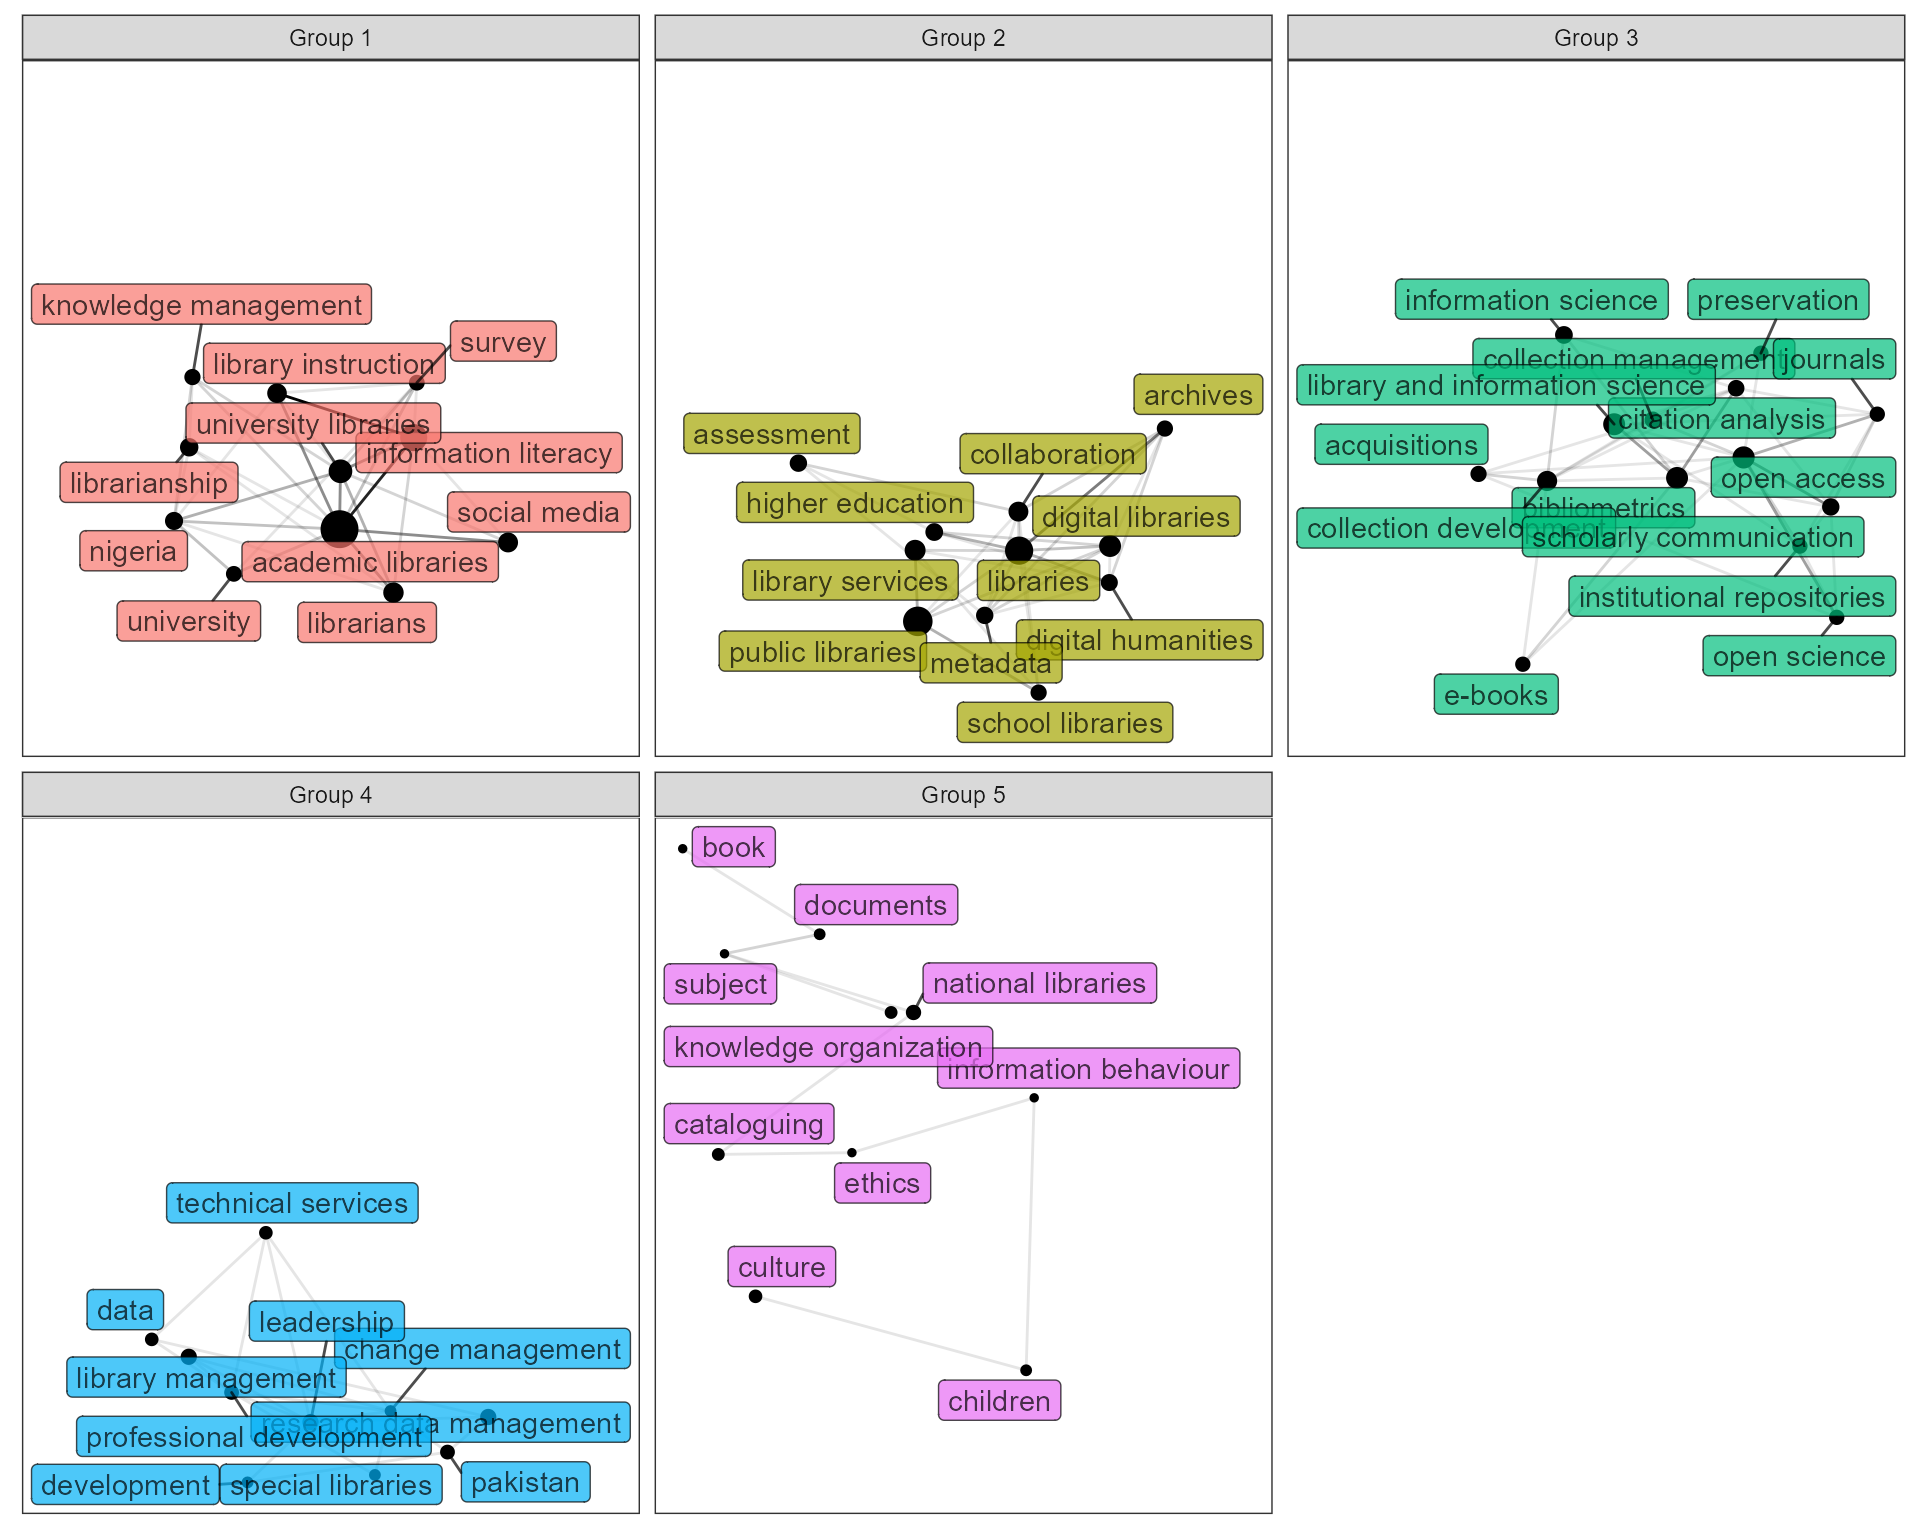 Group 1
knowledge management
survey
library instruction
university libraries
information literacy
librarianship
social media
nigeria
academic libraries
university
librarians
Group 2
archives
assessment
collaboration
higher education
digital libraries
library services
libraries
digital humanities
public libraries
metadata
school libraries
Group 3
information science
preservation
collection management
journals
library and information science
citation analysis
acquisitions
open access
bibliometrics
collection development
scholarly communication
institutional repositories
open science
e-books
Group 4
technical services
data
leadership
change management
library management
research data management
professional development
development
special libraries
pakistan
Group 5
book
documents
subject
national libraries
knowledge organization
information behaviour
cataloguing
ethics
culture
children